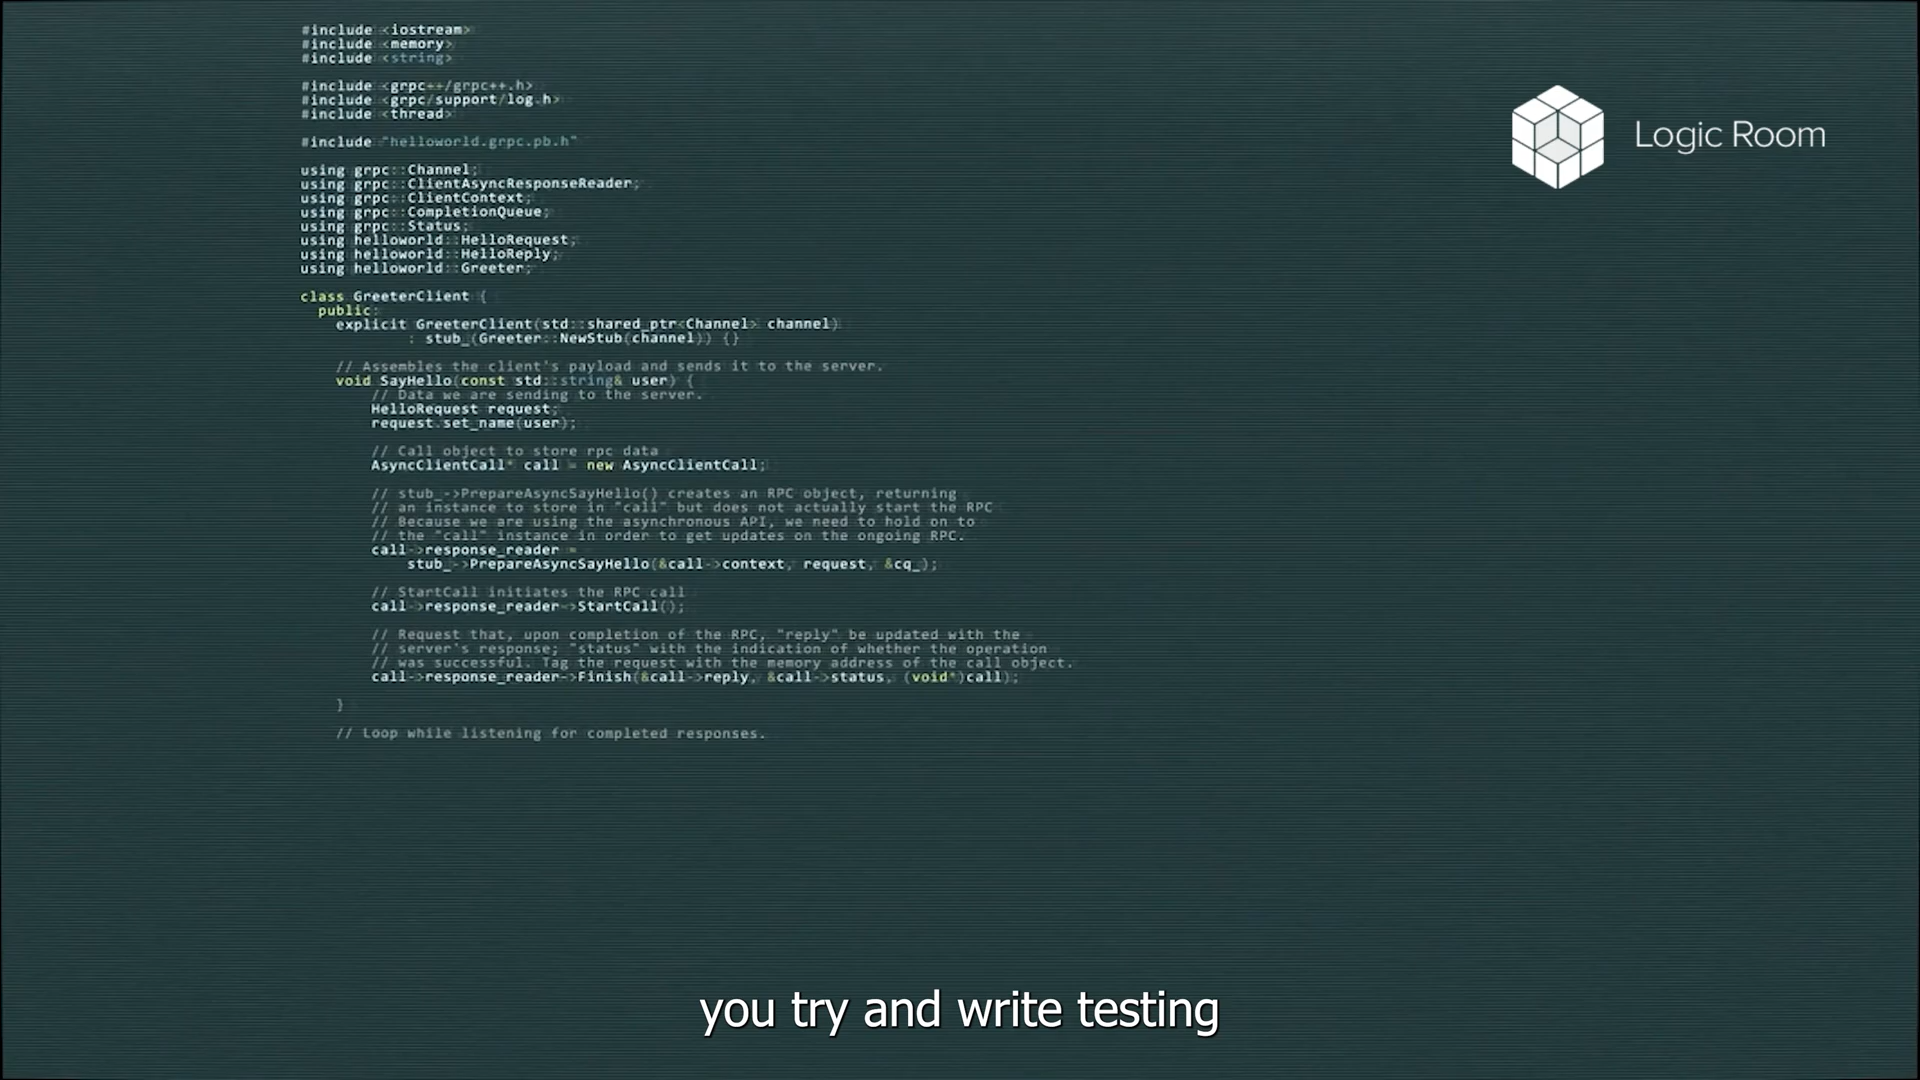 #include <iostream>
#include <memory>
#include <string>
#include <grpc++/grpc++.h>
#include <grpc/support/log.h>
#include <thread>
#include "helloworld.grpc.pb.h"
using grpc::Channel;
using grpc::ClientAsyncResponseReader;
using grpc::ClientContext;
using grpc::CompletionQueue;
using grpc::Status;
using helloworld::HelloRequest;
using helloworld::HelloReply;
using helloworld::Greeter;
class GreeterClient {
public:
explicit GreeterClient(std::shared_ptr<Channel> channel)
: stub_(Greeter::NewStub(channel)) {}
// Assembles the client's payload and sends it to the server.
void SayHello(const std::string& user) {
// Data we are sending to the server.
HelloRequest request;
request.set_name(user);
// Call object to store rpc data
AsyncClientCall* call = new AsyncClientCall;
// stub_->PrepareAsyncSayHello() creates an RPC object, returning
// an instance to store in "call" but does not actually start the RPC
// Because we are using the asynchronous API, we need to hold on to
// the "call" instance in order to get updates on the ongoing RPC.
call->response_reader =
stub_->PrepareAsyncSayHello(&call->context, request, &cq_);
// StartCall initiates the RPC call
call->response_reader->StartCall();
// Request that, upon completion of the RPC, "reply" be updated with the
// server's response; "status" with the indication of whether the operation
// was successful. Tag the request with the memory address of the call object.
call->response_reader->Finish(&call->reply, &call->status, (void*)call);
}
// Loop while listening for completed responses.
Logic Room
you try and write testing